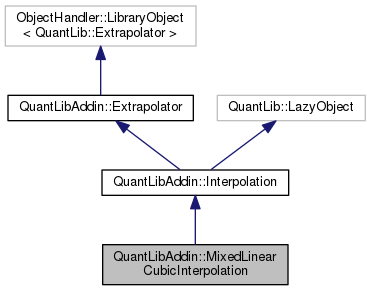 ObjectHandler::LibraryObject
< QuantLib::Extrapolator >
QuantLibAddin::Extrapolator
QuantLib::LazyObject
QuantLibAddin::Interpolation
QuantLibAddin::MixedLinear
CubicInterpolation